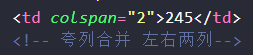 <td colspan="2">245</td>
<!-- 夸列合并 左右两列-->